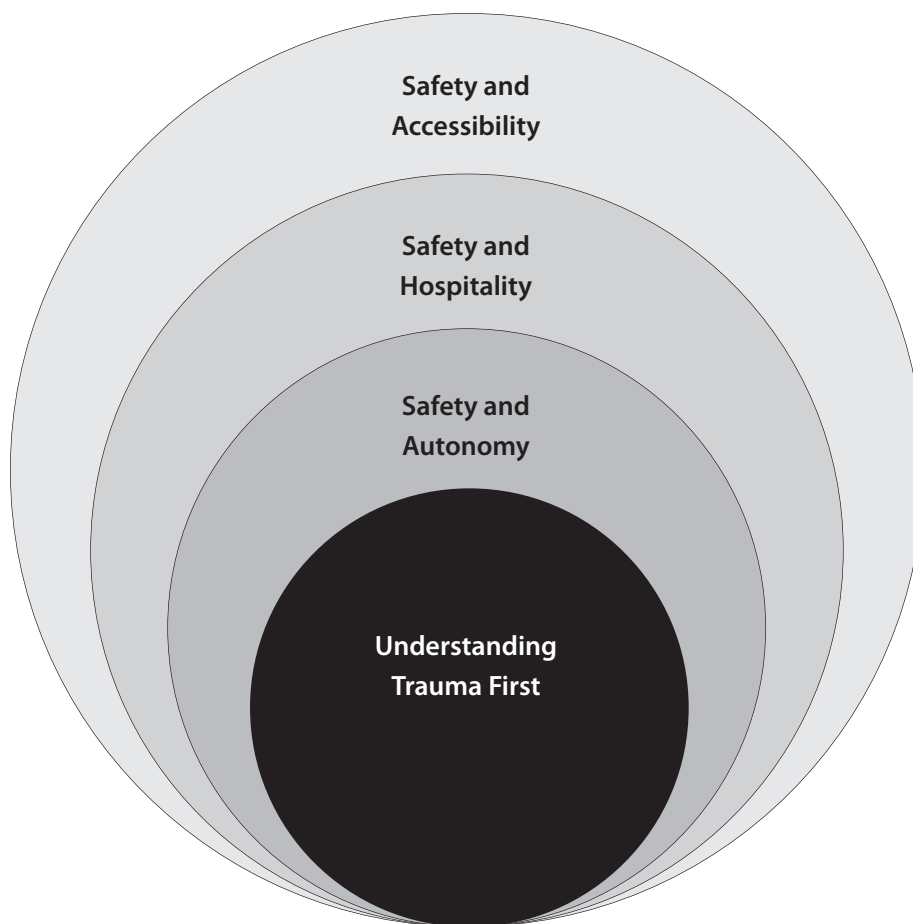 Safety and
Accessibility
Safety and
Hospitality
Safety and
Autonomy
Understanding
Trauma First